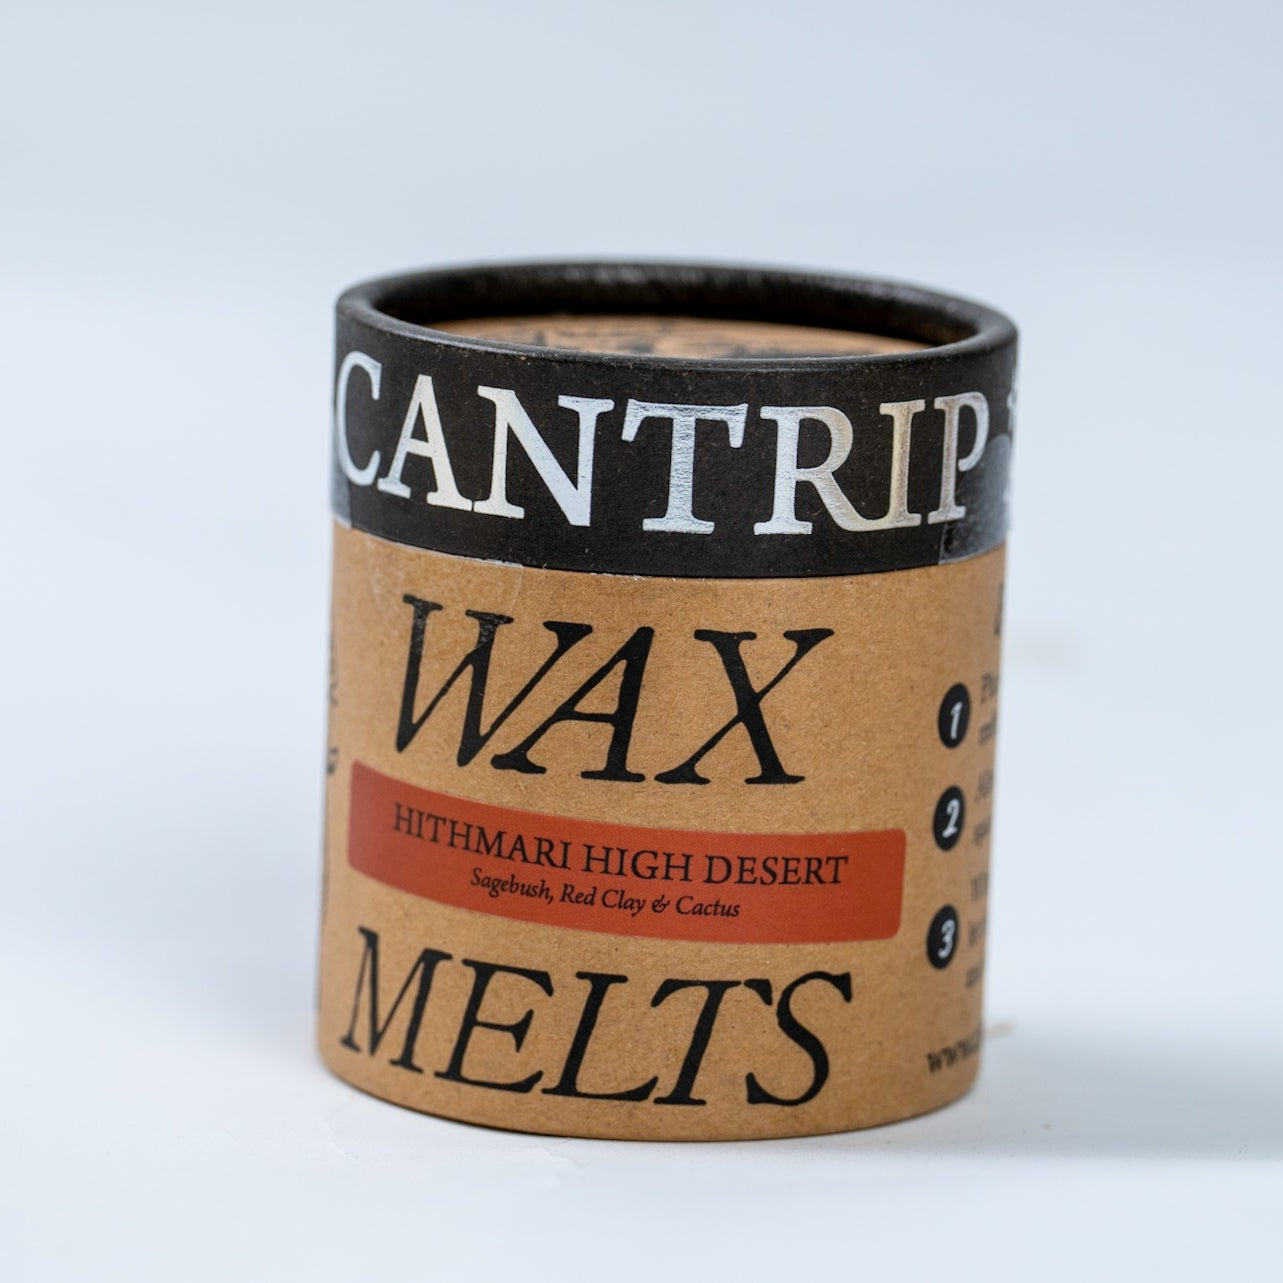 CANTRIP
WAX
HITHMARI HIGH DESERT
Sagebush, Red Clay & Cactus
MELTS
1
2
3